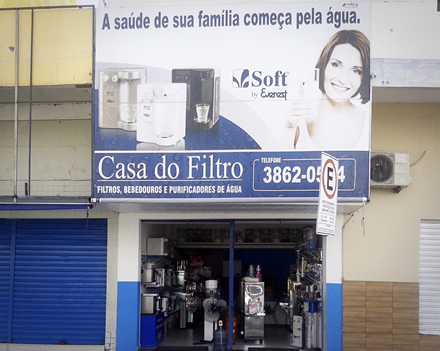 A saúde de sua família começa pela água.
Soft
by Everest
Casa do Filtro
FILTROS, BEBEDOUROS E PURIFICADORES DE ÁGUA
TELEFONE
E